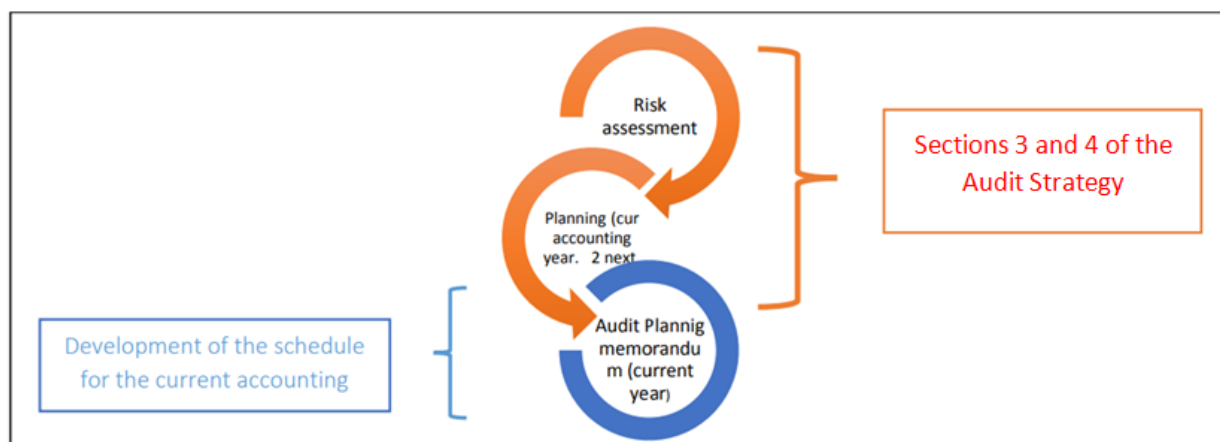 Risk
assessment
Sections 3 and 4 of the
Audit Strategy
Planning (cur
accounting
year. 2 next
Audit Plannig
memorandu
m (current
year)
Development of the schedule
for the current accounting